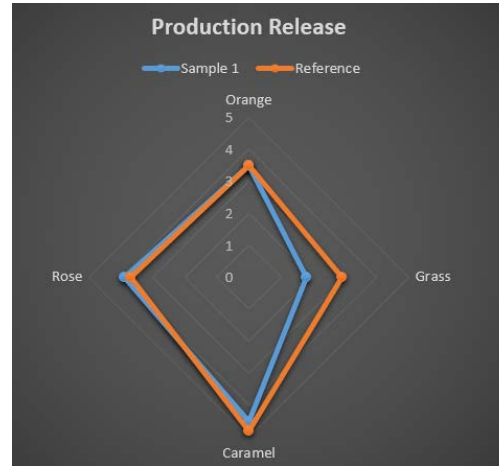 Production Release
Sample 1 Reference
Orange
5
4
3
2
1
Rose 0 Grass
Caramel